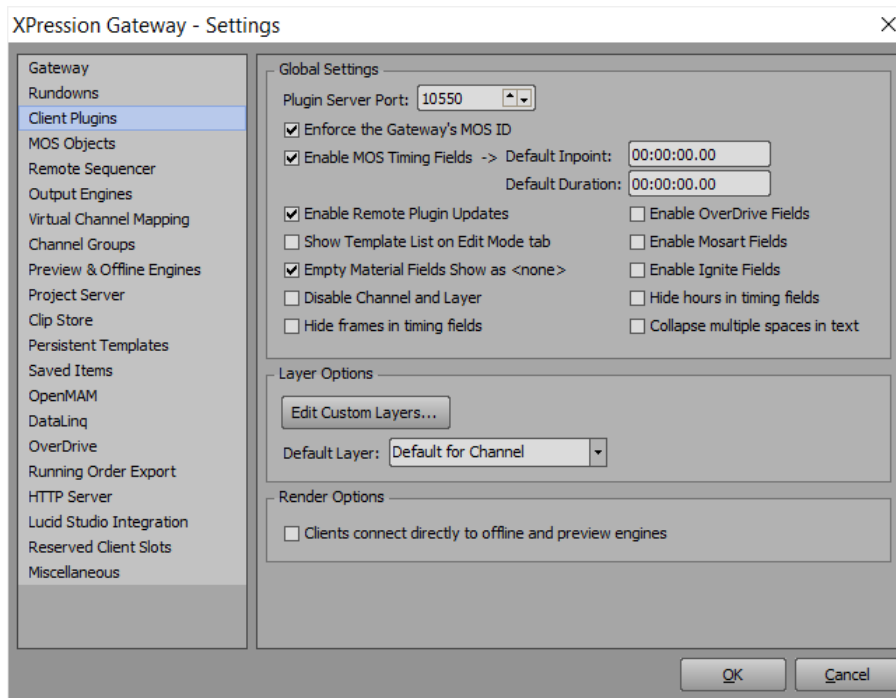 XPression Gateway - Settings
Gateway
Rundowns
Client Plugins
MOS Objects
Remote Sequencer
Output Engines
Virtual Channel Mapping
Channel Groups
Preview & Offline Engines
Project Server
Clip Store
Persistent Templates
Saved Items
OpenMAM
DataLinq
OverDrive
Running Order Export
HTTP Server
Lucid Studio Integration
Reserved Client Slots
Miscellaneous
Global Settings
Plugin Server Port: 10550
Enforce the Gateway's MOS ID
Enable MOS Timing Fields -> Default Inpoint: 00:00:00.00
Default Duration: 00:00:00.00
Enable Remote Plugin Updates Enable OverDrive Fields
Show Template List on Edit Mode tab Enable Mosart Fields
Empty Material Fields Show as <none> Enable Ignite Fields
Disable Channel and Layer Hide hours in timing fields
Hide frames in timing fields Collapse multiple spaces in text
Layer Options
Edit Custom Layers...
Default Layer: Default for Channel
Render Options
Clients connect directly to offline and preview engines
OK Cancel